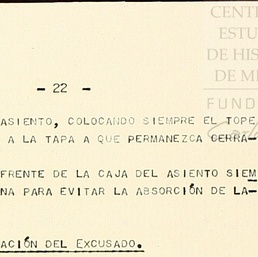 CENT
ESTU
DE HIS
DE M
FUND
- 22 -
ASIENTO, COLOCANDO SIEMPRE EL TOPE
A LA TAPA A QUE PERMANEZCA CERRA-
FRENTE DE LA CAJA DEL ASIENTO SIEM
NA PARA EVITAR LA ABSORCIÓN DE LA-
ACIÓN DEL EXCUSADO.